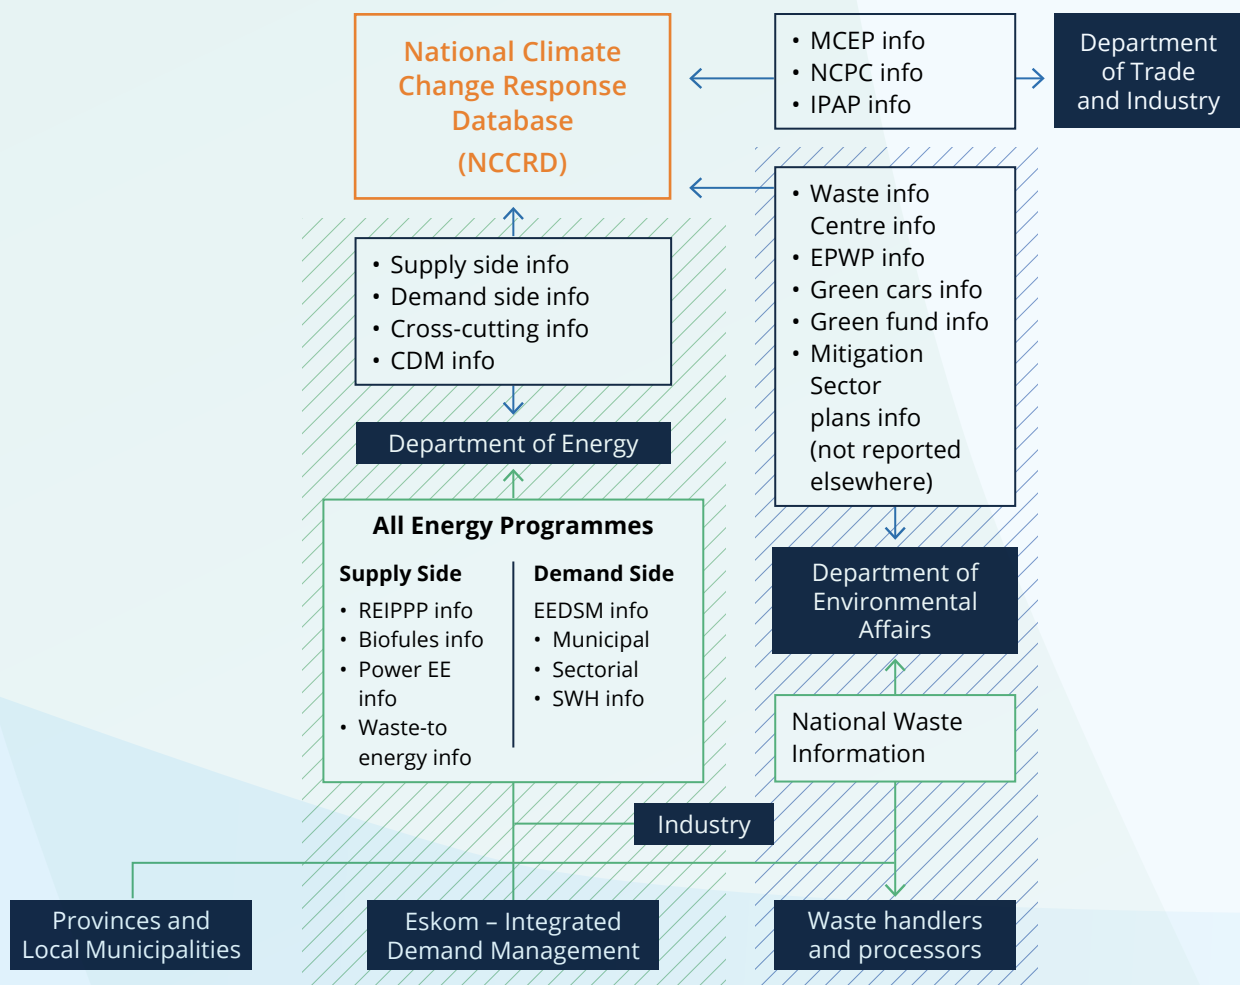 National Climate
Change Response
Database
(NCCRD)
• MCEP info
• NCPC info
• IPAP info
Department
of Trade
and Industry
• Waste info
Centre info
• EPWP info
• Green cars info
• Green fund info
• Mitigation
Sector
plans info
(not reported
elsewhere)
• Supply side info
• Demand side info
• Cross-cutting info
• CDM info
Department of Energy
All Energy Programmes
Supply Side
• REIPPP info
• Biofules info
• Power EE
info
• Waste-to
energy info
Demand Side
EEDSM info
• Municipal
• Sectorial
• SWH info
Department of
Environmental
Affairs
National Waste
Information
Industry
Provinces and
Local Municipalities
Eskom – Integrated
Demand Management
Waste handlers
and processors